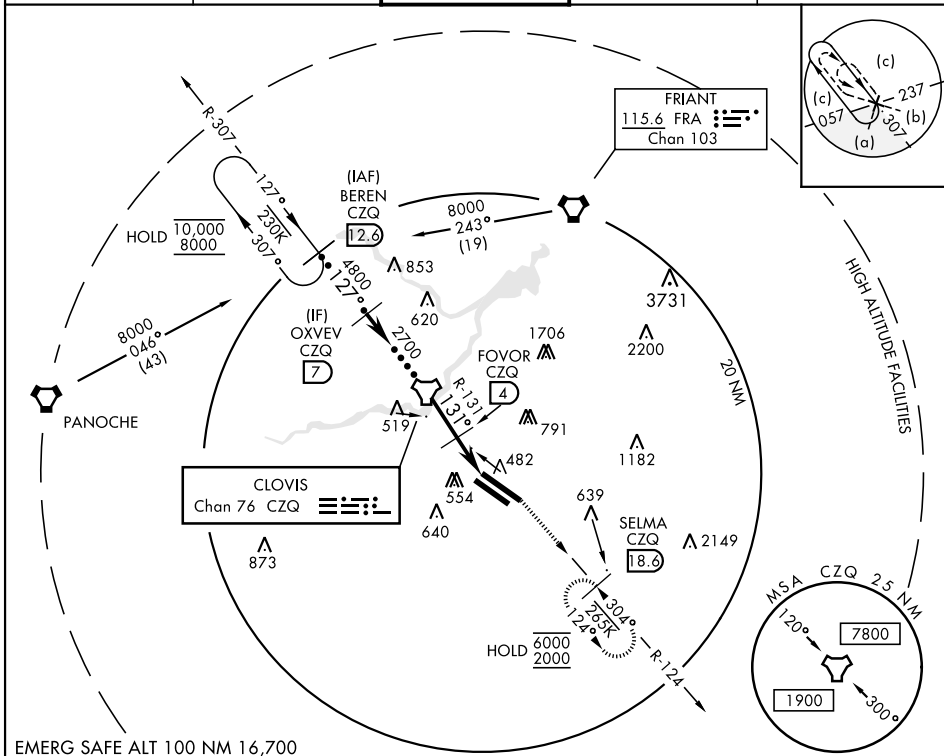 R-307
127°
230K
307°
HOLD 10,000
8000
(IAF)
BEREN
CZQ
12.6
8000
243°
(19)
FRIANT
115.6 FRA
Chan 103
(c)
(c)
057
237
(b)
307
(a)
4800
127°
853
620
(IF)
OXVEV
CZQ
7
2700
8000
046°
(43)
PANOCHE
3731
2200
1706
FOVOR
CZQ
4
R-131
131°
519
791
482
1182
20 NM
HIGH ALTITUDE FACILITIES
CLOVIS
Chan 76 CZQ
554
640
873
639
SELMA
CZQ
18.6
2149
304°
265K
124°
HOLD 6000
2000
R-124
MSA CZQ 25 NM
120°
7800
1900
300°
EMERG SAFE ALT 100 NM 16,700